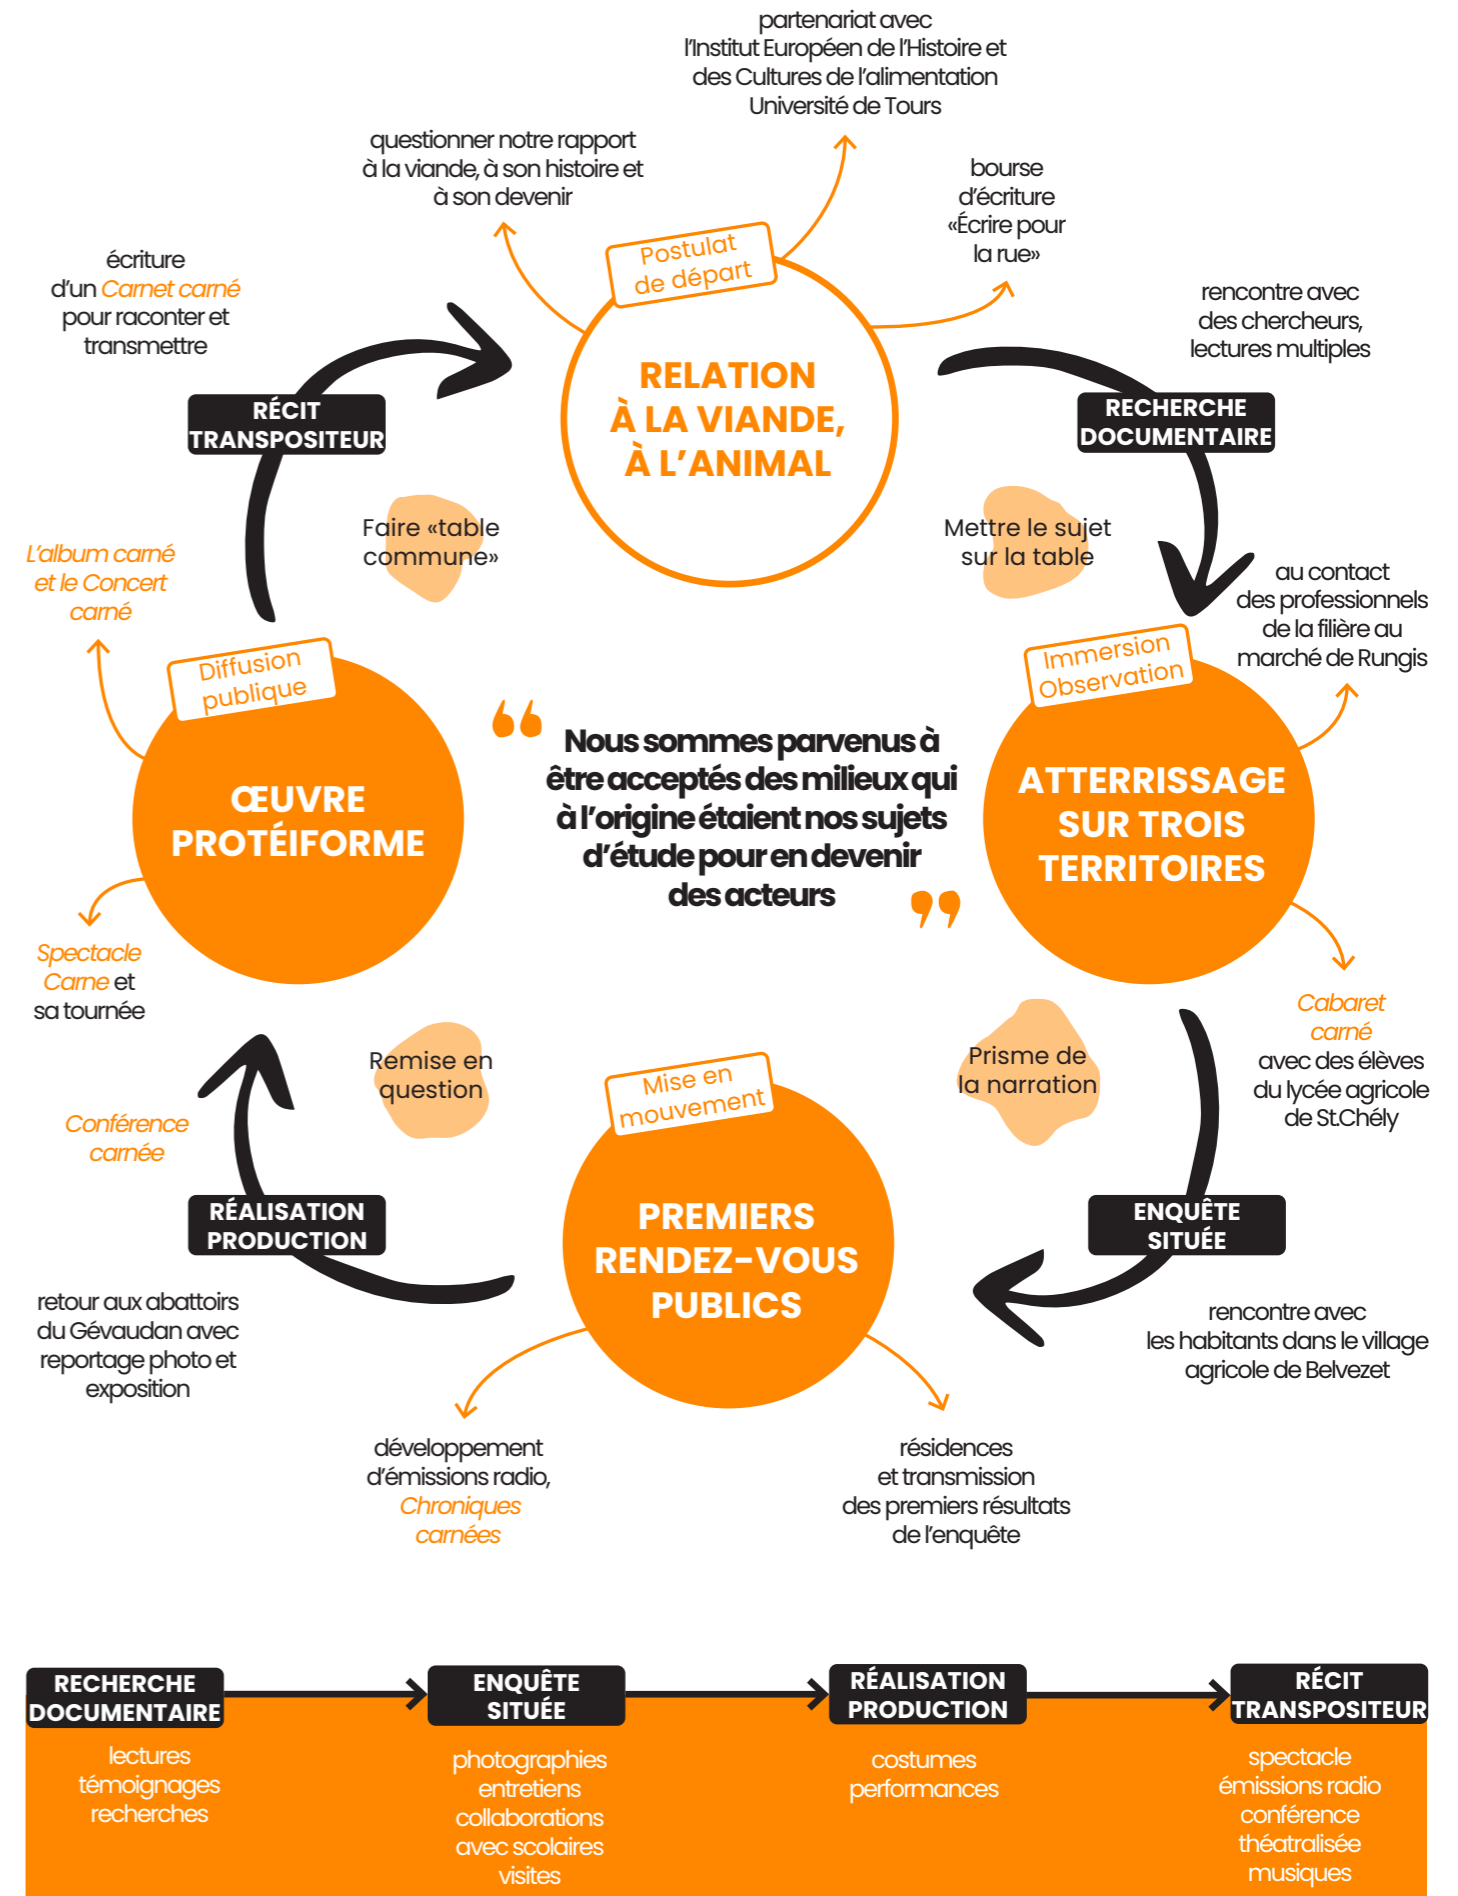 partenariat avec
l'Institut Européen de l'Histoire et
des Cultures de l'alimentation
Université de Tours
questionner notre rapport
à la viande, à son histoire et
à son devenir
bourse
d'écriture
«Écrire pour
la rue»
Postulat
de départ
RELATION
À LA VIANDE,
À L'ANIMAL
écriture
d'un Carnet carné
pour raconter et
transmettre
RÉCIT
TRANSPOSITEUR
rencontre avec
des chercheurs,
lectures multiples
RECHERCHE
DOCUMENTAIRE
Faire «table
commune»
Mettre le sujet
sur la table
L'album carné
et le Concert
carné
au contact
des professionnels
de la filière au
marché de Rungis
Diffusion
publique
ŒUVRE
PROTÉIFORME
Immersion
Observation
ATTERRISSAGE
SUR TROIS
TERRITOIRES
“ Nous sommes parvenus à
être acceptés des milieux qui
à l'origine étaient nos sujets
d'étude pour en devenir
des acteurs ”
Spectacle
Carne et
sa tournée
Cabaret
carné
avec des élèves
du lycée agricole
de St.Chély
Remise en
question
Prisme de
la narration
Conférence
carnée
RÉALISATION
PRODUCTION
retour aux abattoirs
du Gévaudan avec
reportage photo et
exposition
Mise en
mouvement
PREMIERS
RENDEZ-VOUS
PUBLICS
ENQUÊTE
SITUÉE
rencontre avec
les habitants dans le village
agricole de Belvezet
développement
d'émissions radio,
Chroniques
carnées
résidences
et transmission
des premiers résultats
de l'enquête
RECHERCHE
DOCUMENTAIRE
lectures
témoignages
recherches
ENQUÊTE
SITUÉE
photographies
entretiens
collaborations
avec scolaires
visites
RÉALISATION
PRODUCTION
costumes
performances
RÉCIT
TRANSPOSITEUR
spectacle
émissions radio
conférence
théatralisée
musiques